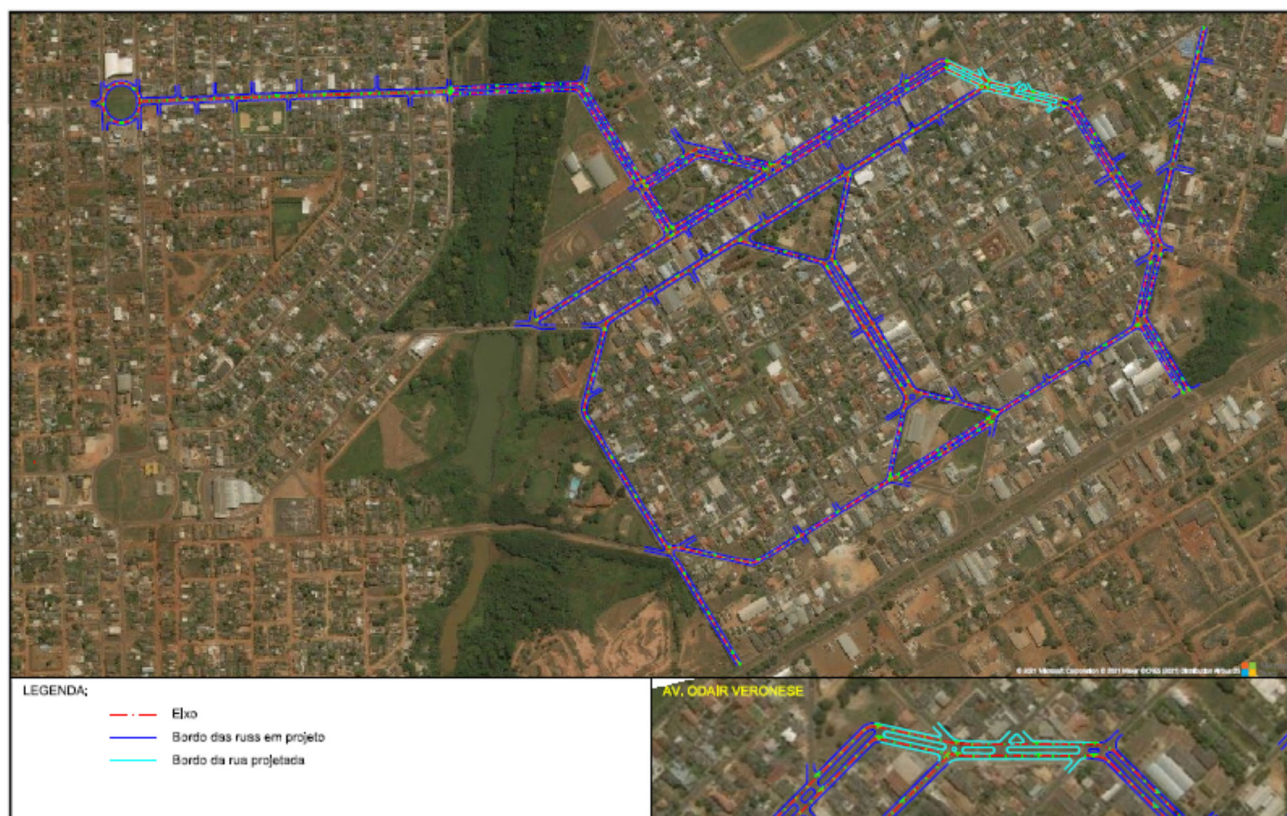 LEGENDA;
Eixo
Bordo das ruas em projeto
Bordo da rua projetada
AV. ODAIR VERONESE